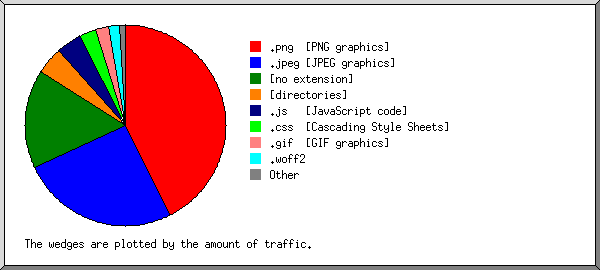 .png  [PNG graphics]
.jpeg [JPEG graphics]
[no extension]
[directories]
.js   [JavaScript code]
.css  [Cascading Style Sheets]
.gif  [GIF graphics]
.woff2
Other
The wedges are plotted by the amount of traffic.